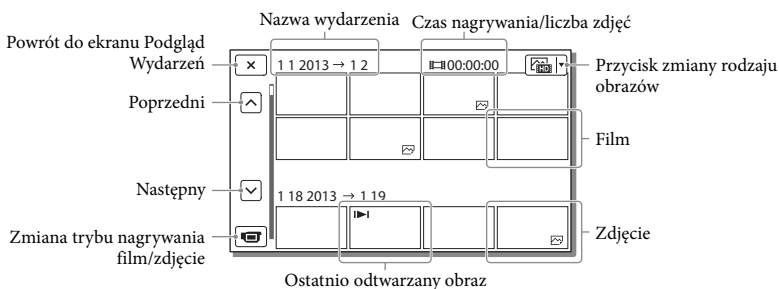 Nazwa wydarzenia
Czas nagrywania/liczba zdjęć
Powrót do ekranu Podgląd
Wydarzeń
1 1 2013 → 1 2
00:00:00
HD
Przycisk zmiany rodzaju
obrazów
Poprzedni
Film
Następny
1 18 2013 → 1 19
Zmiana trybu nagrywania
film/zdjęcie
Zdjęcie
Ostatnio odtwarzany obraz